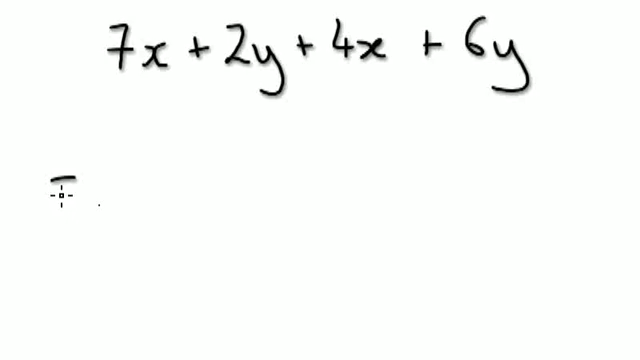 7x + 2y + 4x + 6y